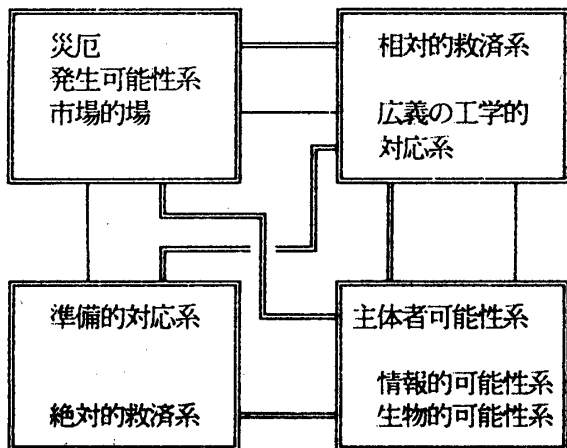 災厄
発生可能性系
市場的場
相対的救済系
広義の工学的
対応系
準備的対応系
絶対的救済系
主体者可能性系
情報的可能性系
生物的可能性系